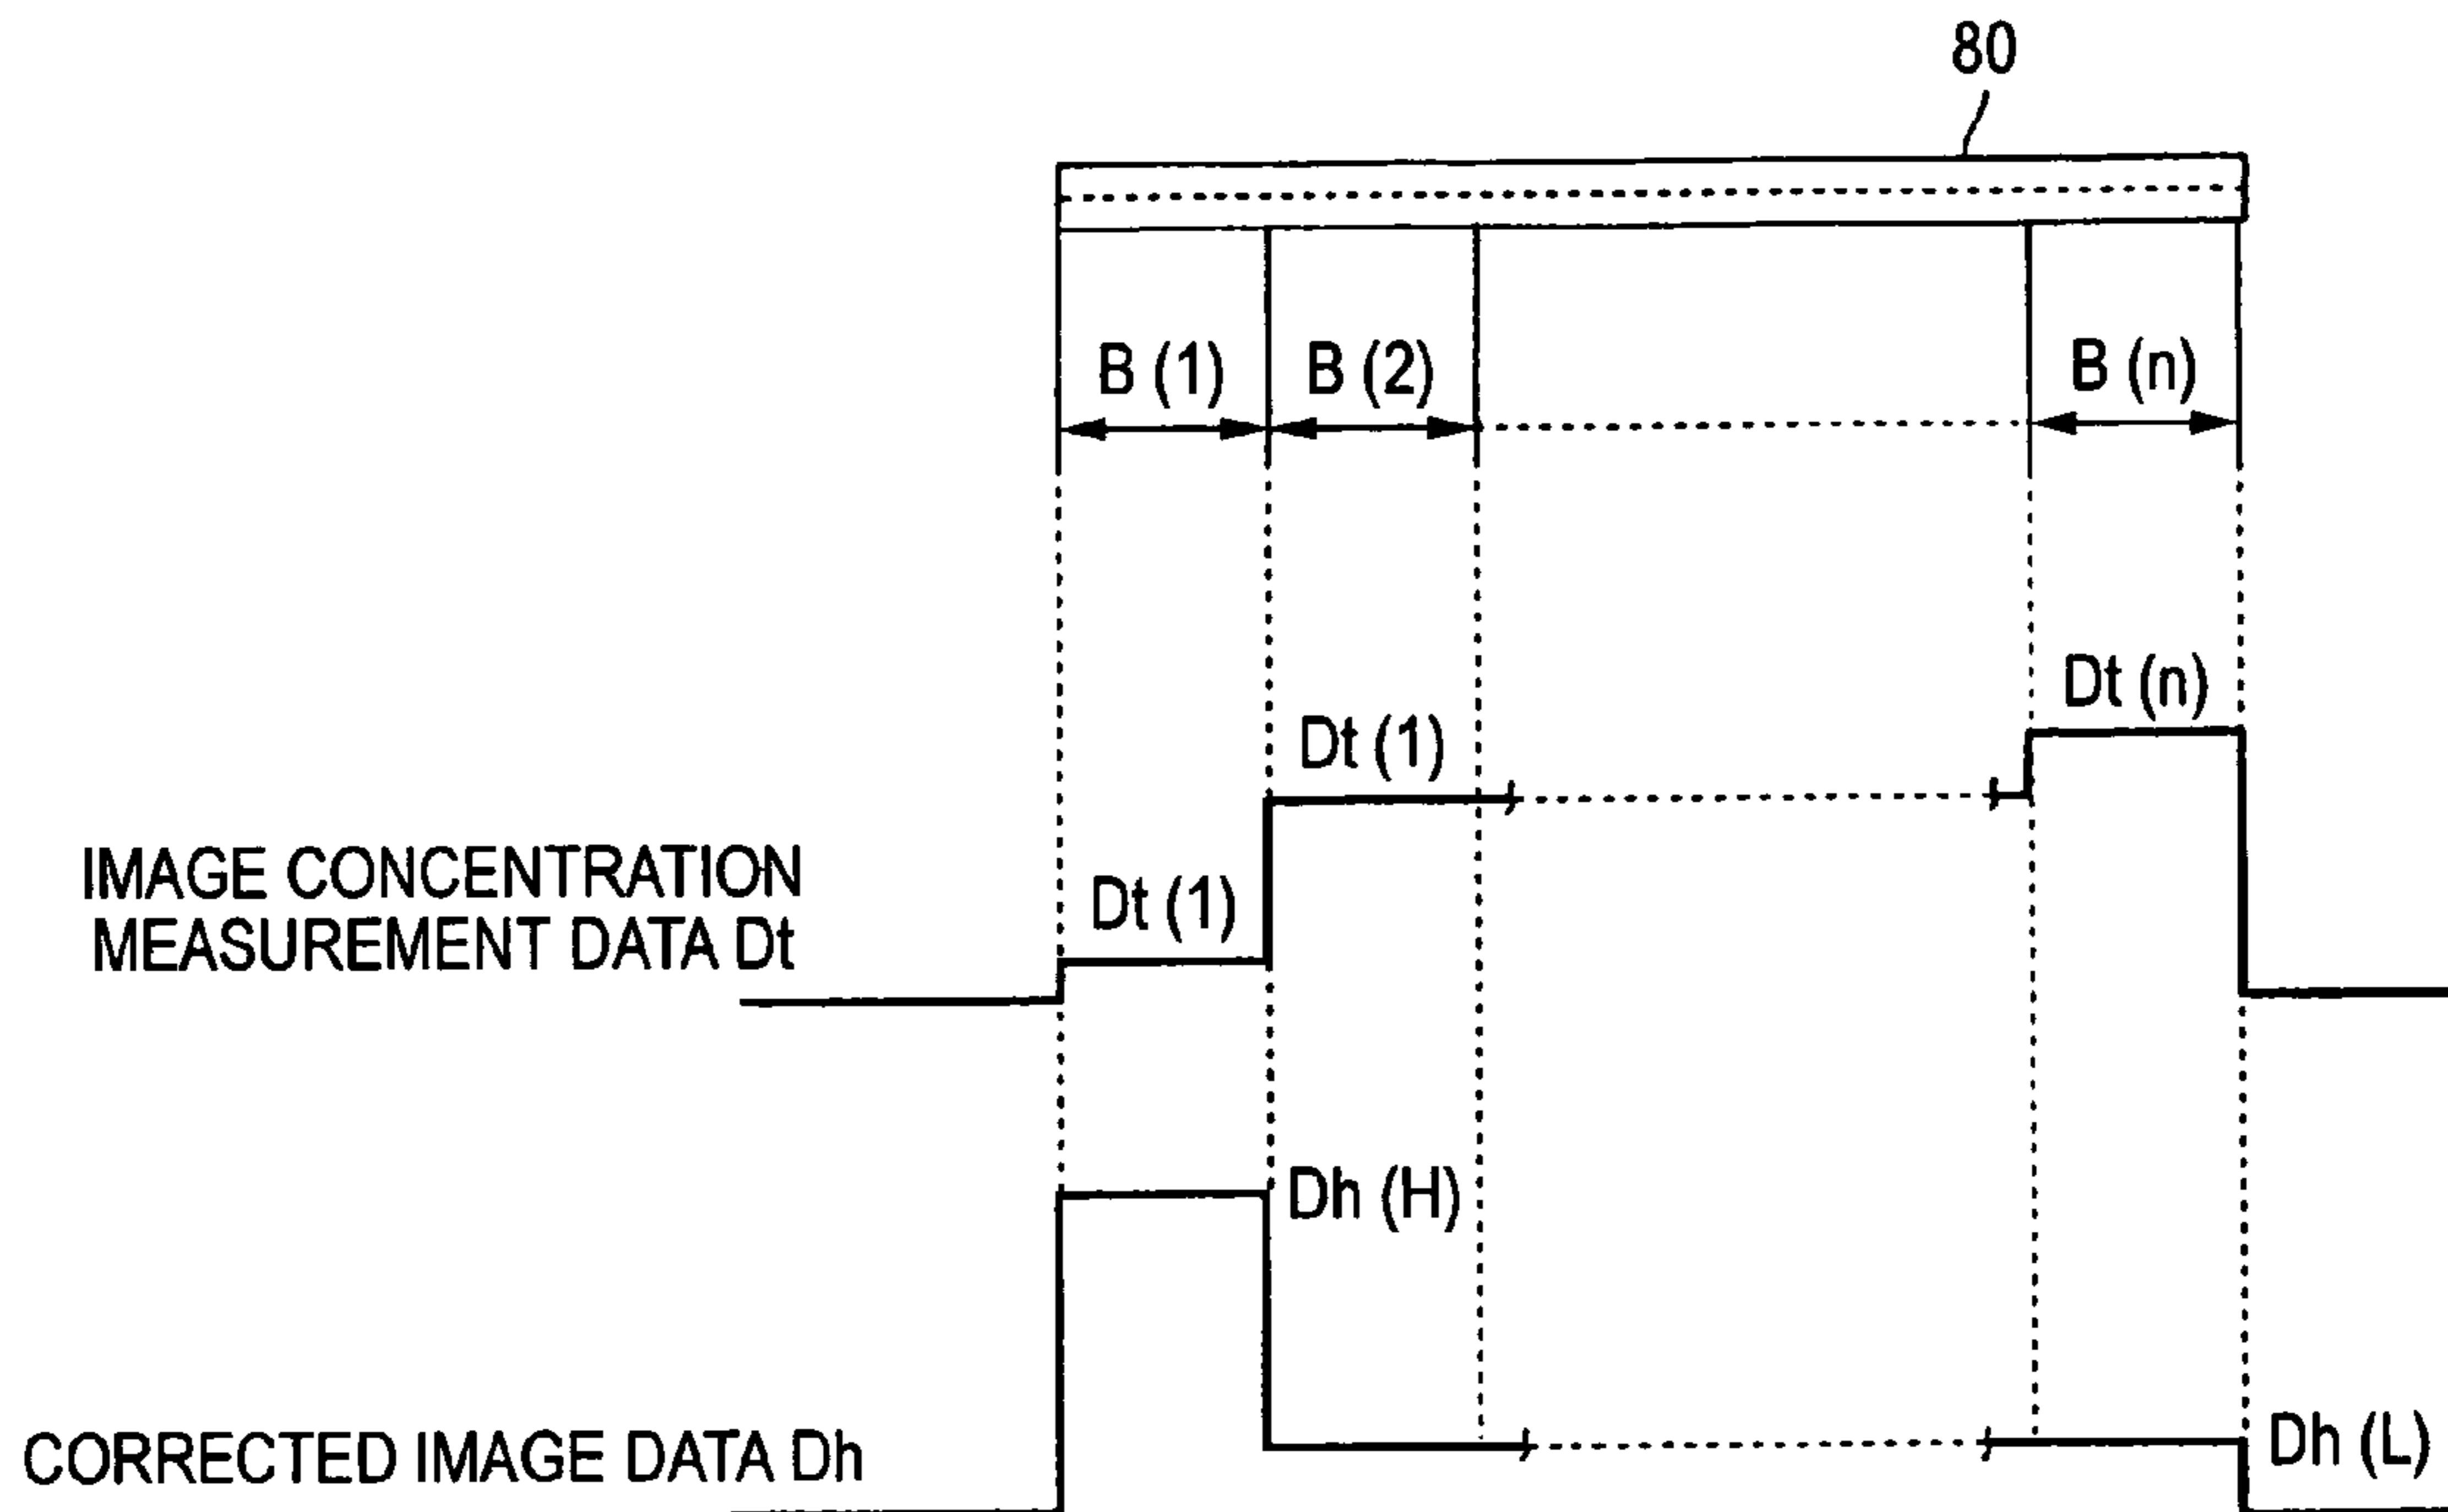 80
B (1)
B (2)
B (n)
Dt (n)
Dt (1)
Dt (1)
IMAGE CONCENTRATION
MEASUREMENT DATA Dt
Dh (H)
CORRECTED IMAGE DATA Dh
Dh (L)